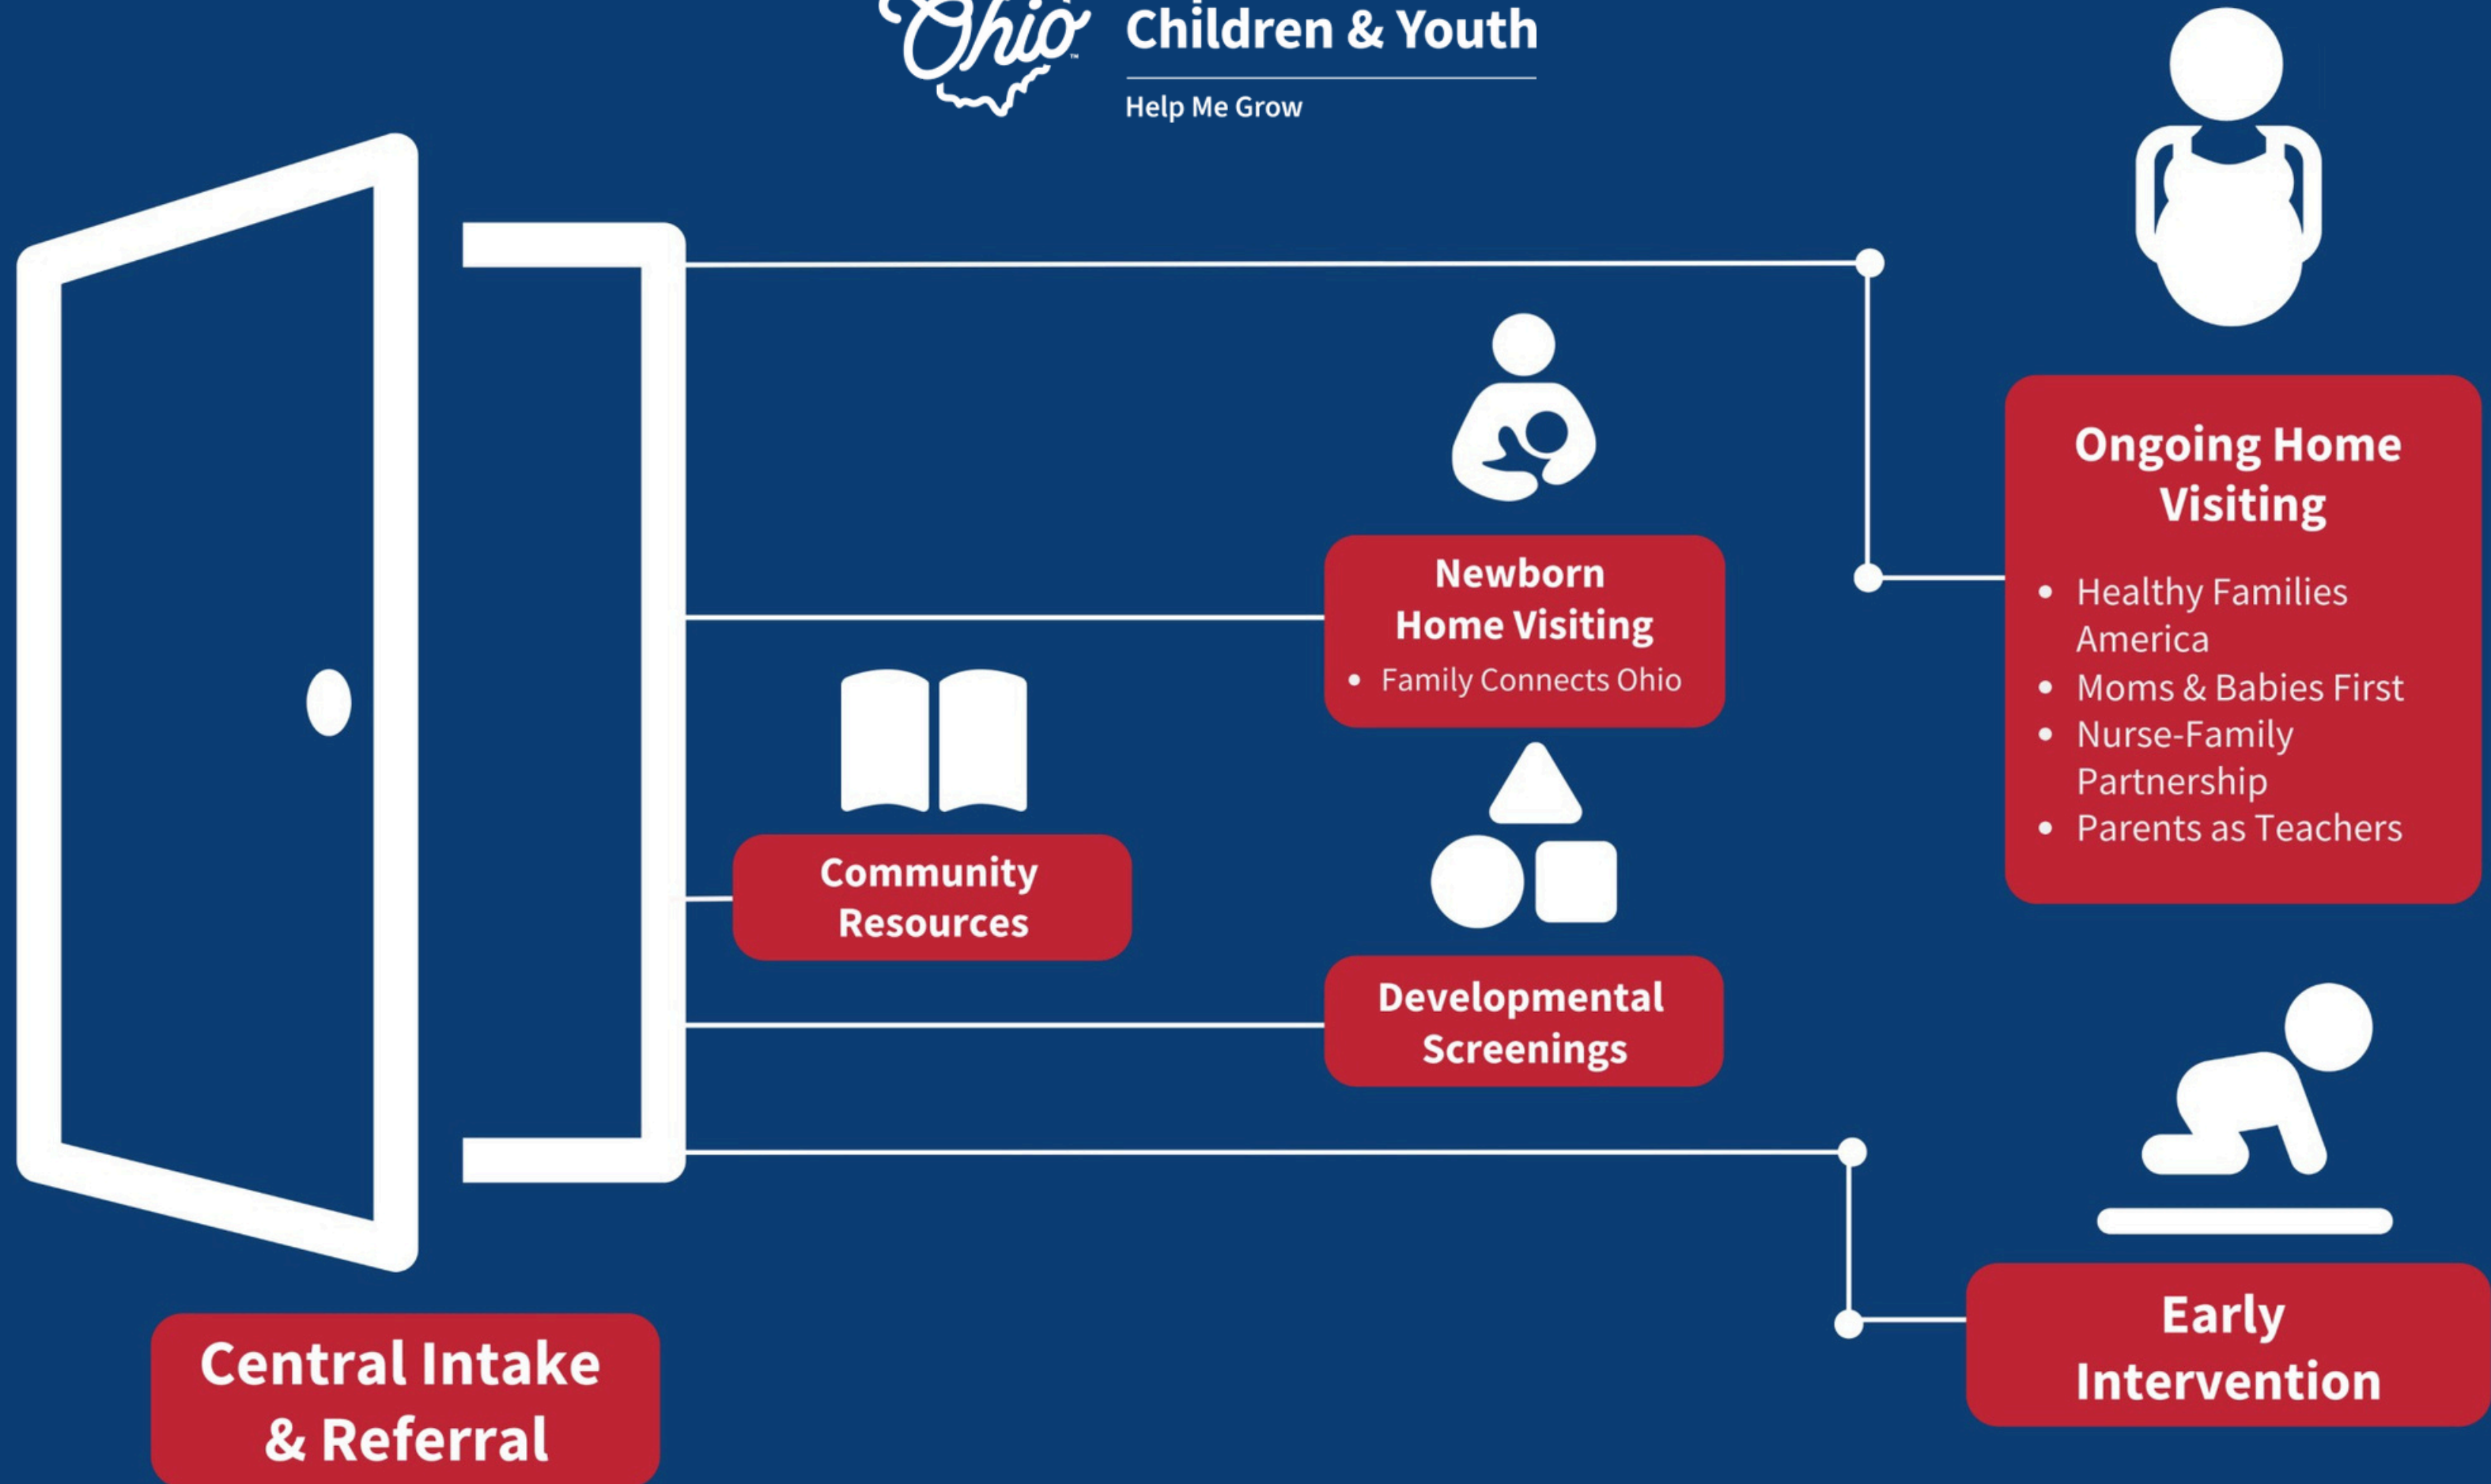 Ohio
Children & Youth
Help Me Grow
Ongoing Home
Visiting
• Healthy Families
America
• Moms & Babies First
• Nurse-Family
Partnership
• Parents as Teachers
Newborn
Home Visiting
• Family Connects Ohio
Community
Resources
Developmental
Screenings
Early
Intervention
Central Intake
& Referral